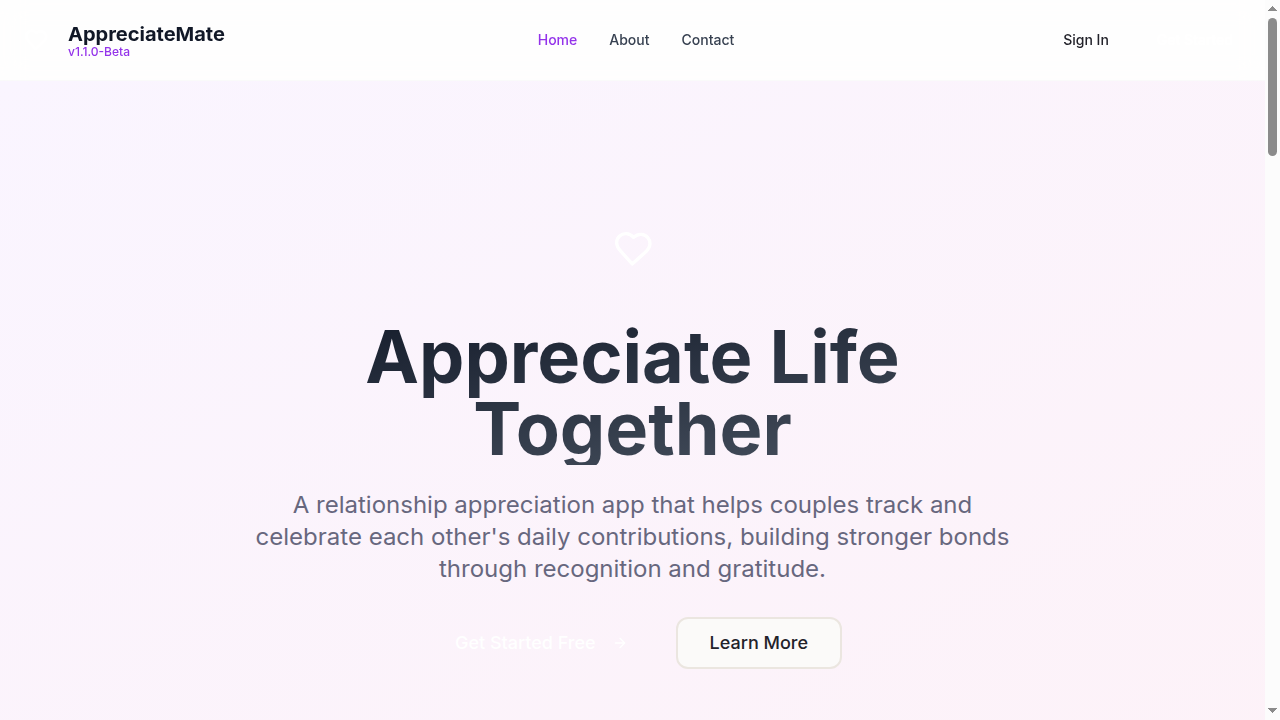 AppreciateMate
v1.1.0-Beta
Home
About
Contact
Sign In
Appreciate Life
Together
A relationship appreciation app that helps couples track and
celebrate each other's daily contributions, building stronger bonds
through recognition and gratitude.
Get Started Free →
Learn More